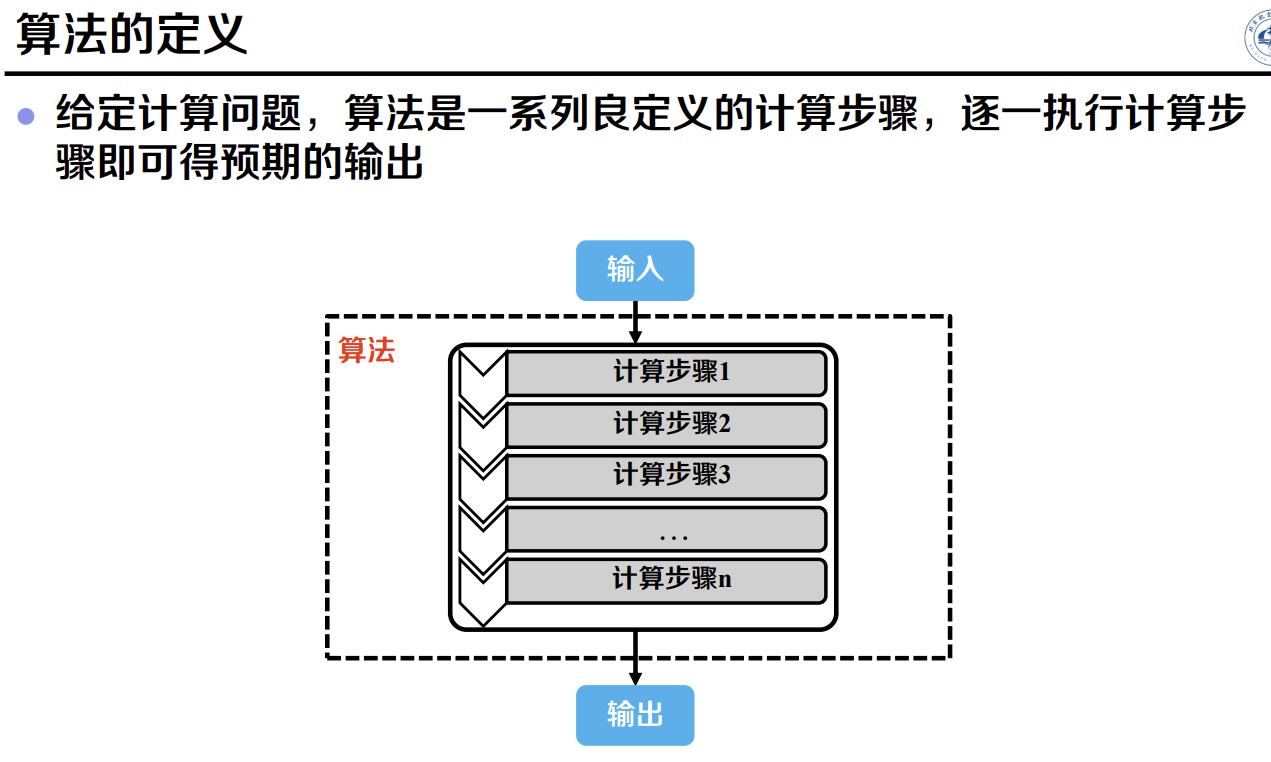 算法的定义
给定计算问题，算法是一系列良定义的计算步骤，逐一执行计算步
骤即可得预期的输出
输入
算法
计算步骤1
计算步骤2
计算步骤3
...
计算步骤n
输出